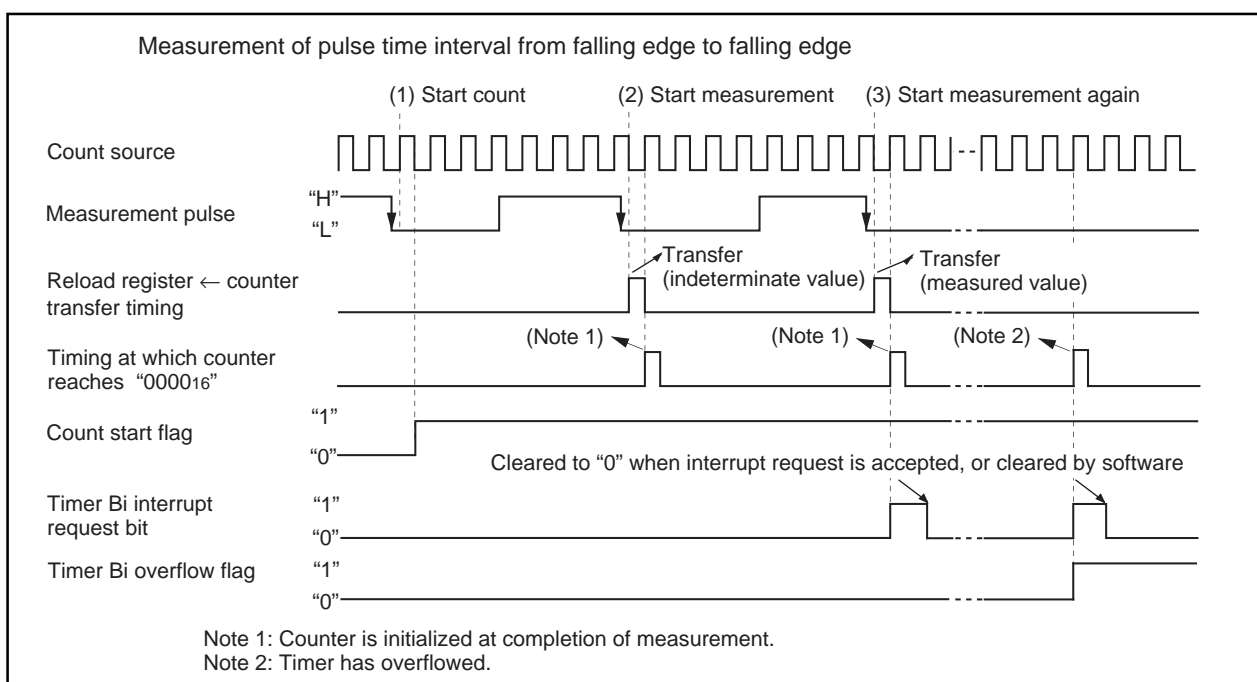 Measurement of pulse time interval from falling edge to falling edge
(1) Start count
(2) Start measurement
(3) Start measurement again
Count source
Measurement pulse
“H”
“L”
Reload register ← counter
transfer timing
Transfer
(indeterminate value)
Transfer
(measured value)
Timing at which counter
reaches “000016”
(Note 1)
(Note 1)
(Note 2)
Count start flag
“1”
“0”
Cleared to “0” when interrupt request is accepted, or cleared by software
Timer Bi interrupt
request bit
“1”
“0”
Timer Bi overflow flag
“1”
“0”
Note 1: Counter is initialized at completion of measurement.
Note 2: Timer has overflowed.